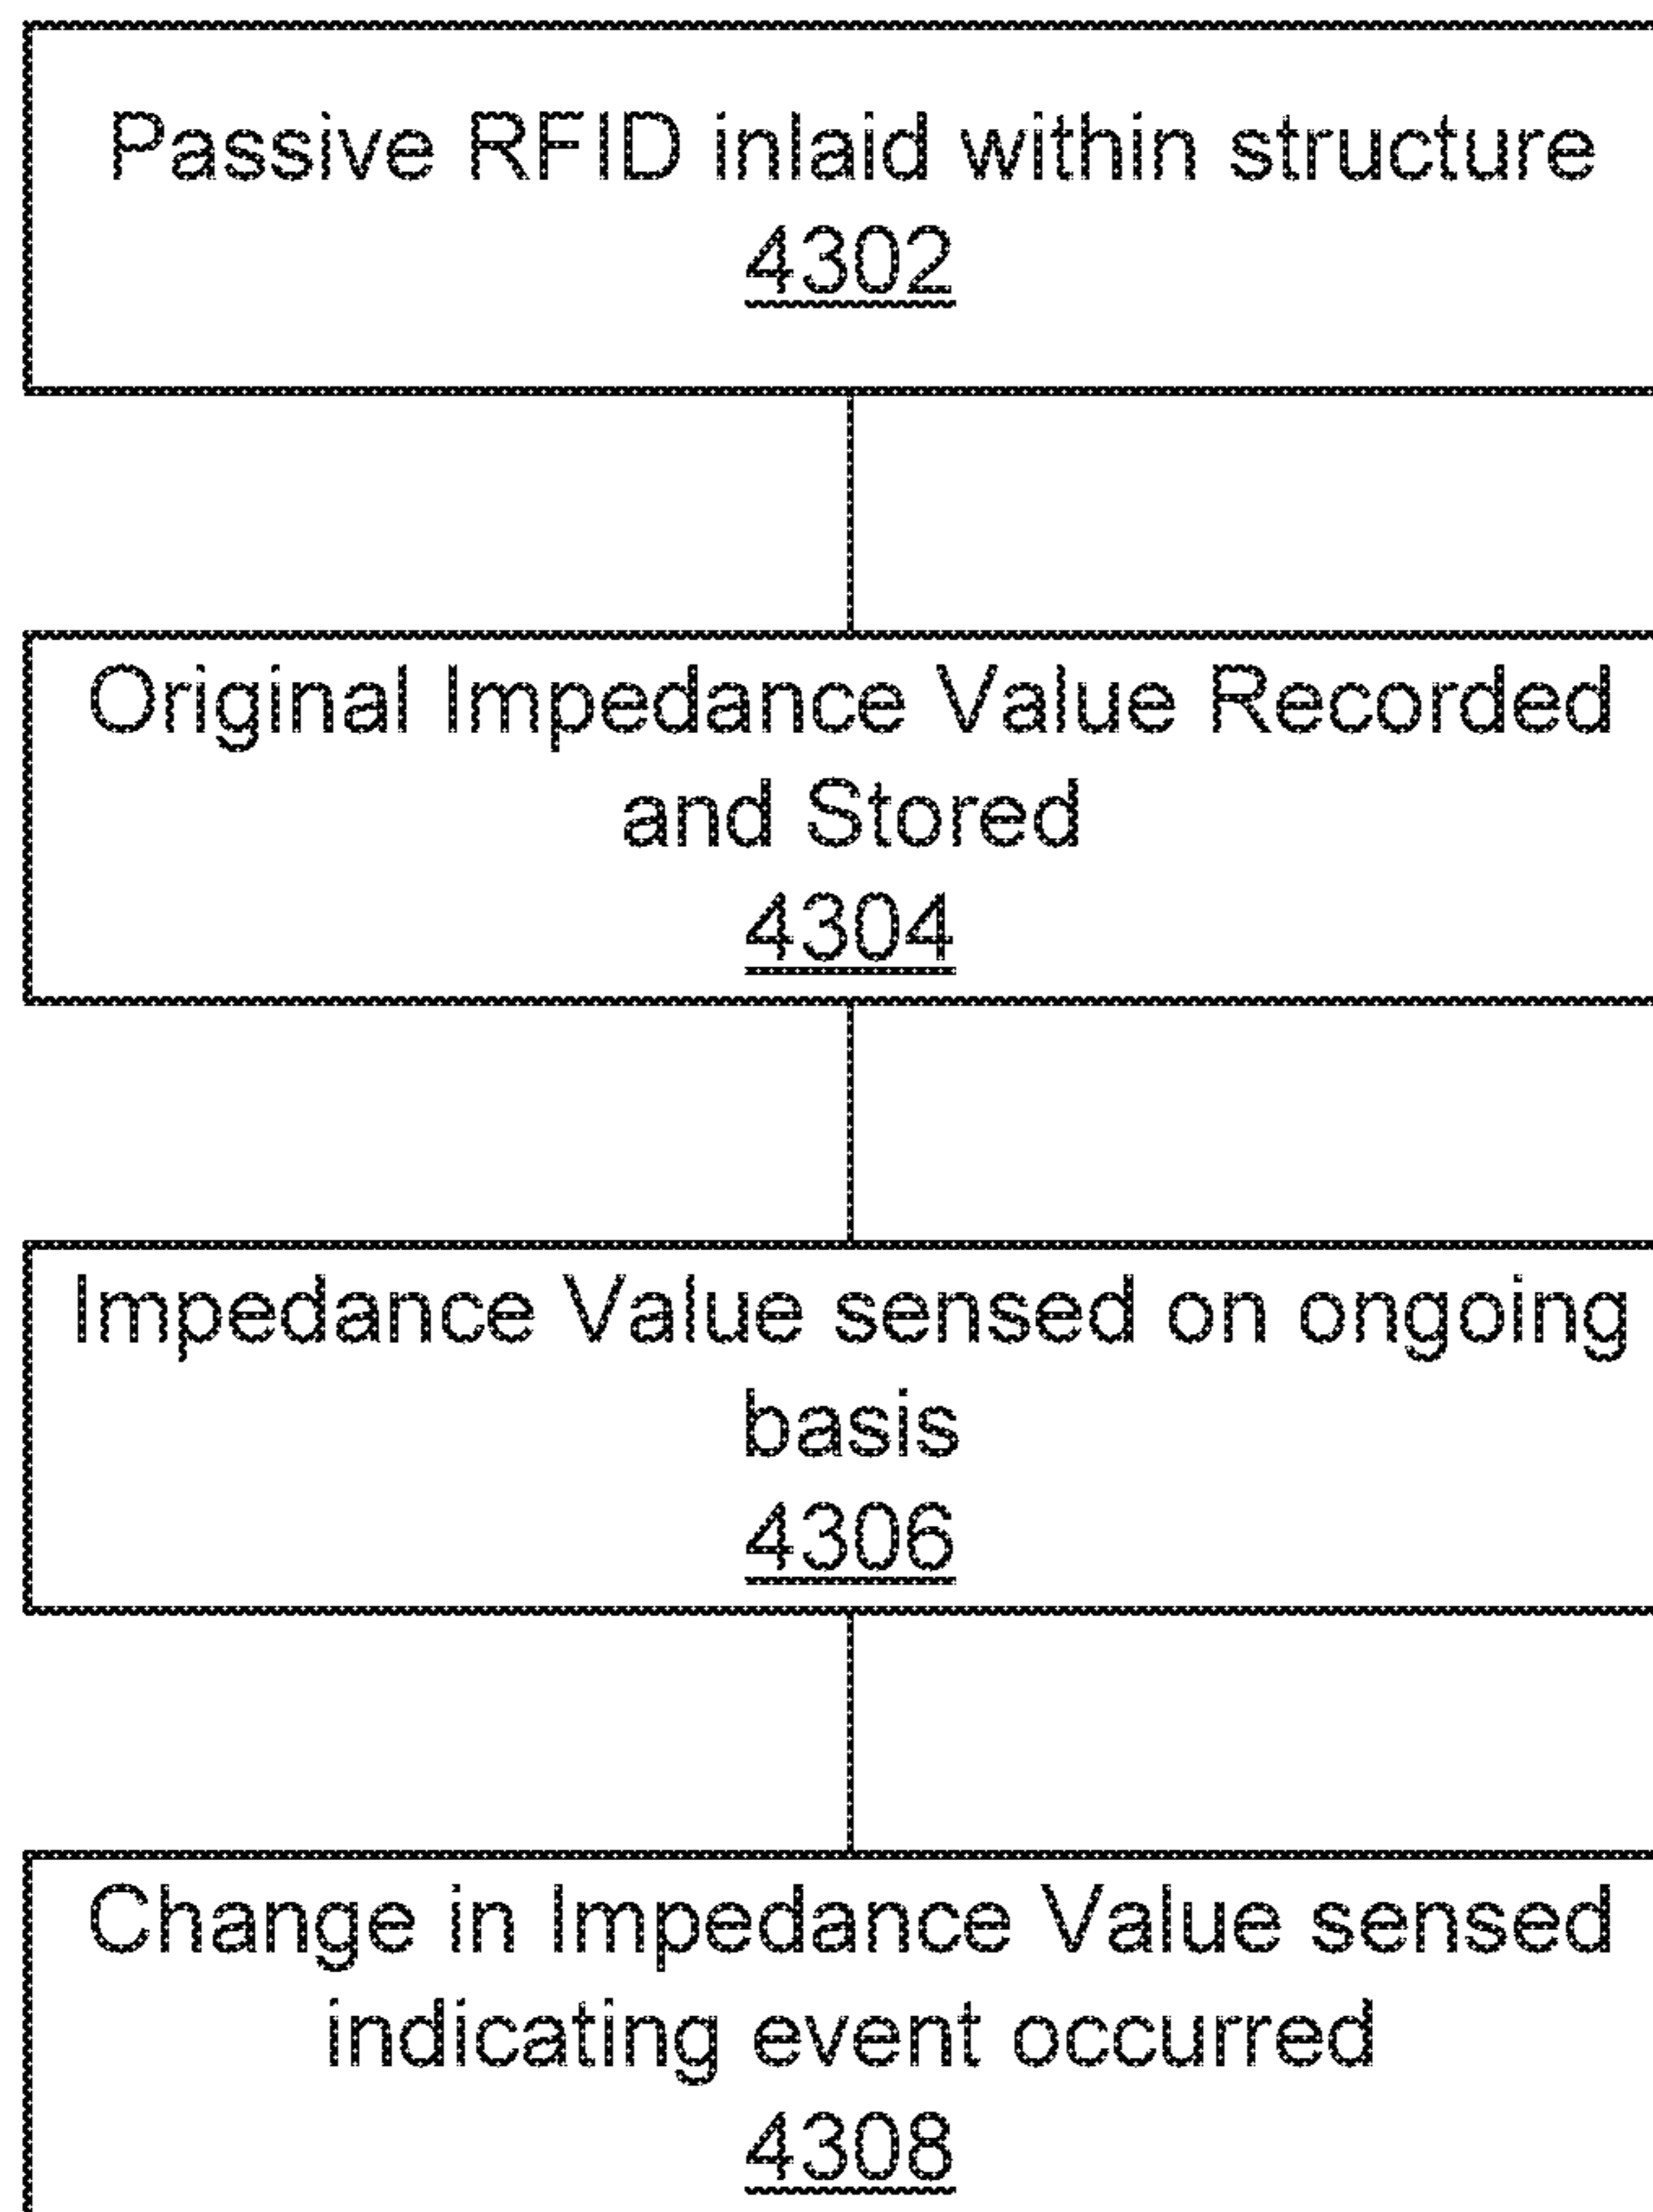 Passive RFID inlaid within structure
4302
Original Impedance Value Recorded
and Stored
4304
Impedance Value sensed on ongoing
basis
4306
Change in Impedance Value sensed
indicating event occurred
4308